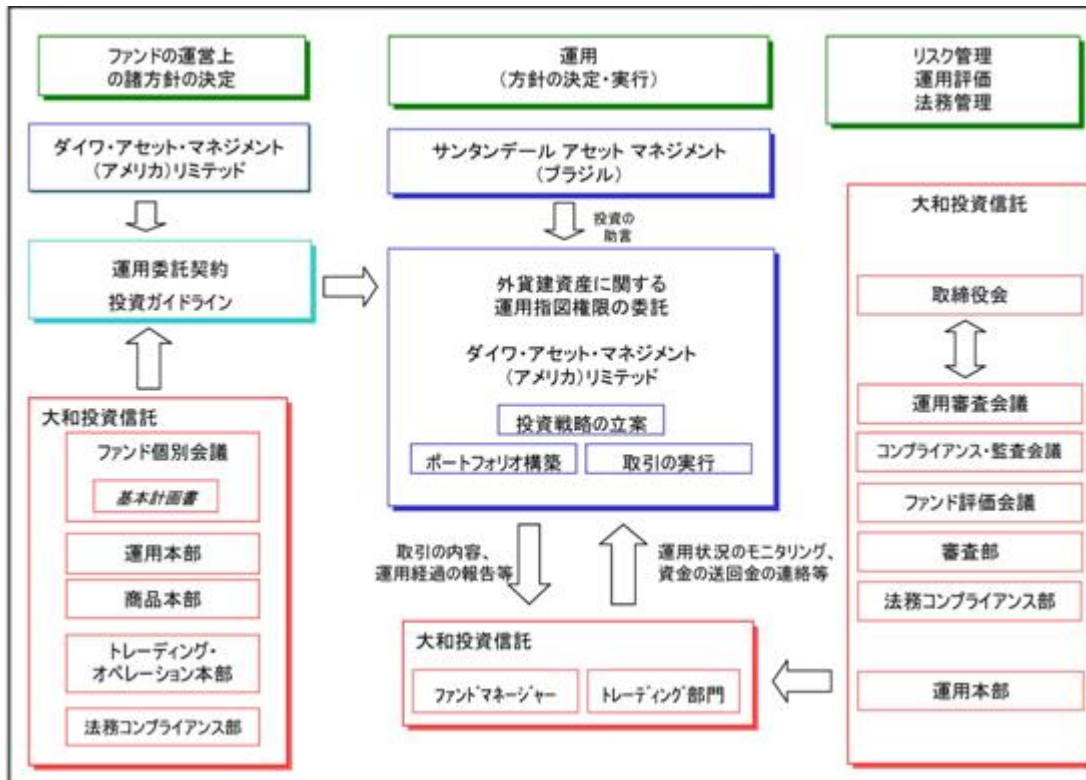 ファンドの運営上
の諸方針の決定
運用
(方針の決定・実行)
リスク管理
運用評価
法務管理
ダイワ・アセット・マネジメント
(アメリカ)リミテッド
サンタンデール アセット マネジメント
(ブラジル)
投資の
助言
運用委託契約
投資ガイドライン
外貨建資産に関する
運用指図権限の委託
ダイワ・アセット・マネジメント
(アメリカ)リミテッド
投資戦略の立案
ポートフォリオ構築
取引の実行
大和投資信託
ファンド個別会議
基本計画書
運用本部
商品本部
トレーディング・
オペレーション本部
法務コンプライアンス部
取引の内容、
運用経過の報告等
運用状況のモニタリング、
資金の送回金の連絡等
大和投資信託
ファンドマネージャー
トレーディング部門
大和投資信託
取締役会
運用審査会議
コンプライアンス・監査会議
ファンド評価会議
審査部
法務コンプライアンス部
運用本部